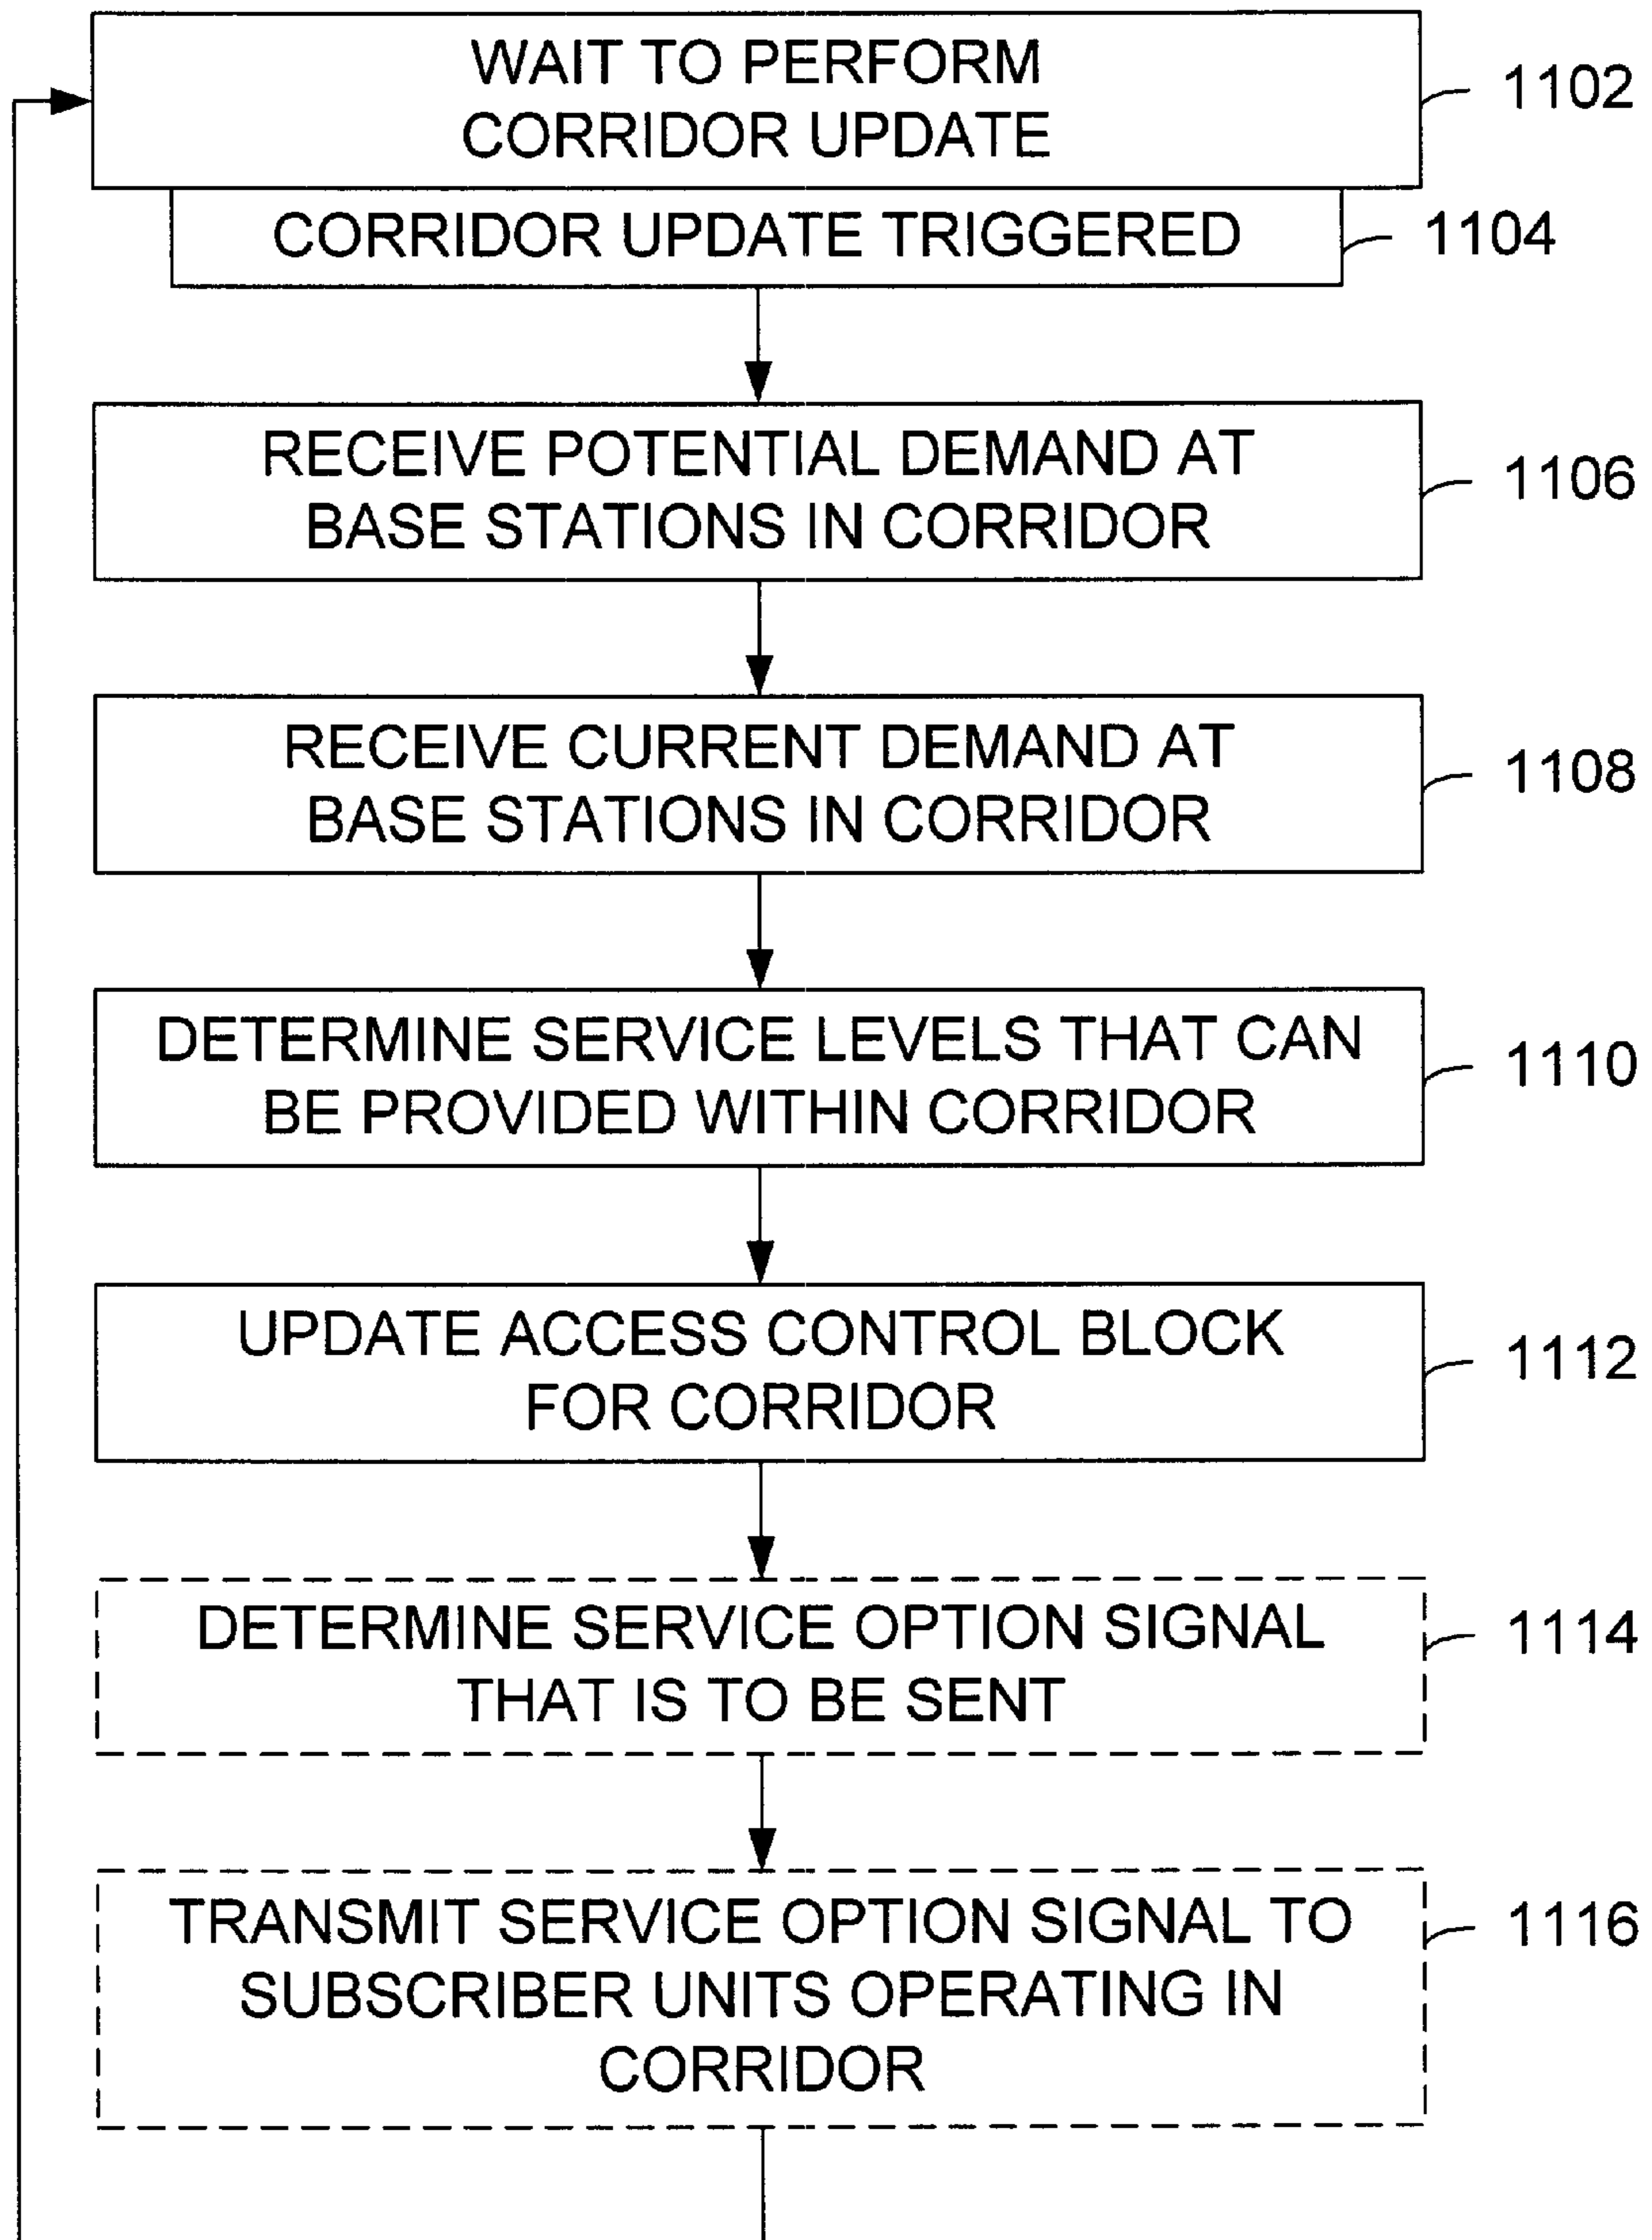 WAIT TO PERFORM
CORRIDOR UPDATE
1102
CORRIDOR UPDATE TRIGGERED
1104
RECEIVE POTENTIAL DEMAND AT
BASE STATIONS IN CORRIDOR
1106
RECEIVE CURRENT DEMAND AT
BASE STATIONS IN CORRIDOR
1108
DETERMINE SERVICE LEVELS THAT CAN
BE PROVIDED WITHIN CORRIDOR
1110
UPDATE ACCESS CONTROL BLOCK
FOR CORRIDOR
1112
DETERMINE SERVICE OPTION SIGNAL
THAT IS TO BE SENT
1114
TRANSMIT SERVICE OPTION SIGNAL TO
SUBSCRIBER UNITS OPERATING IN
CORRIDOR
1116